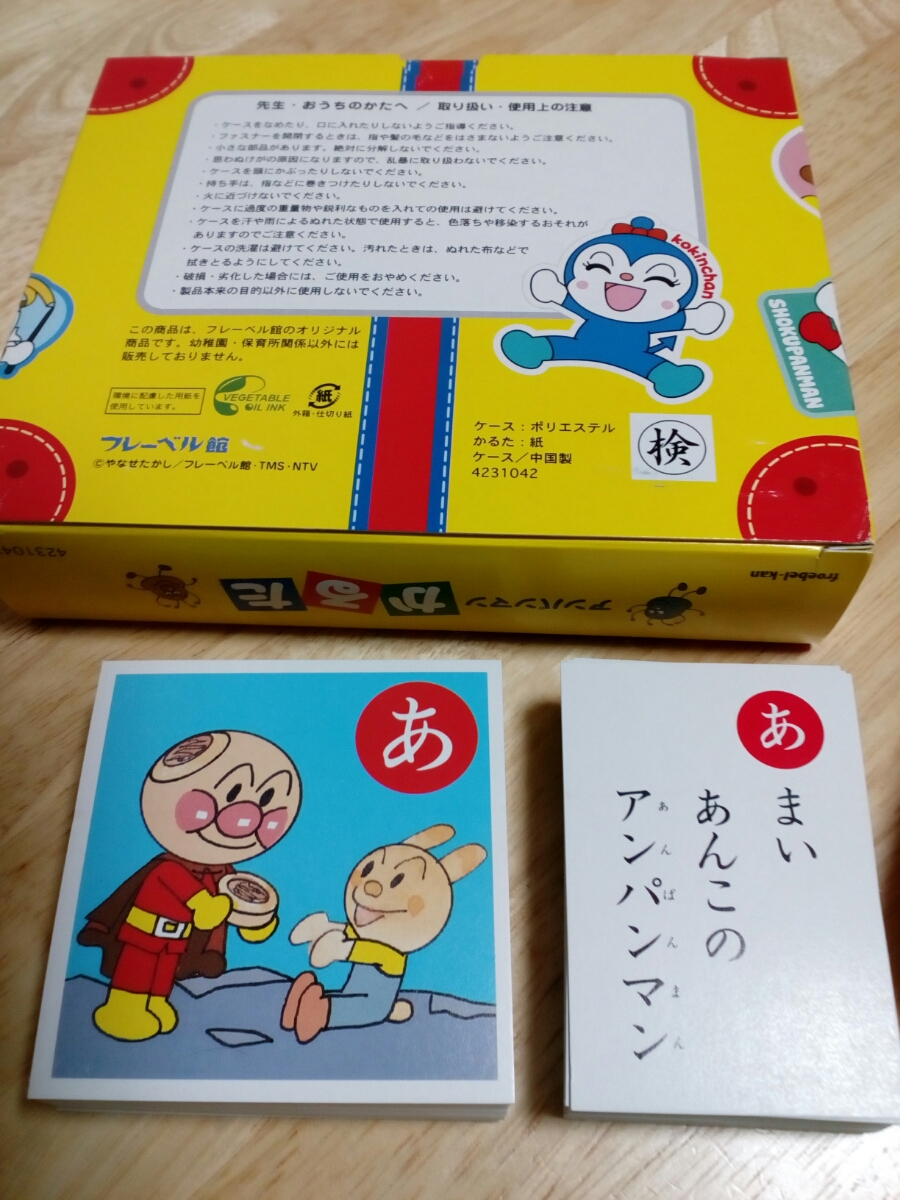 先生・おうちのかたへ / 取り扱い・使用上の注意
・ケースをなめたり、口に入れたりしないようご指導ください。
・ファスナーを開閉するときは、指や髪の毛などをはさまないようご注意ください。
・小さな部品があります。絶対に分解しないでください。
・思わぬけがの原因になりますので、乱暴に取り扱わないでください。
・ケースを頭にかぶったりしないでください。
・持ち手は、指などに巻きつけたりしないでください。
・火に近づけないでください。
・ケースに過度の重量物や鋭利なものを入れての使用は避けてください。
・ケースを汗や雨によるぬれた状態で使用すると、色落ちや移染するおそれが
ありますのでご注意ください。
・ケースの洗濯は避けてください。汚れたときは、ぬれた布などで
拭きとるようにしてください。
・破損・劣化した場合には、ご使用をおやめください。
・製品本来の目的以外に使用しないでください。
kokinchan
SHOKUPANMAN
この商品は、フレーベル館のオリジナル
商品です。幼稚園・保育所関係以外には
販売しておりません。
環境に配慮した用紙を
使用しています。
VEGETABLE
OIL INK
紙
外箱・仕切り紙
フレーベル館
©やなせたかし/フレーベル館・TMS・NTV
ケース:ポリエステル
かるた:紙
ケース/中国製
4231042
検
423104
アンパンマン かるた
froebel-kan
あ
あ
まい
あんこの
アンパンマン
あんぱんまん